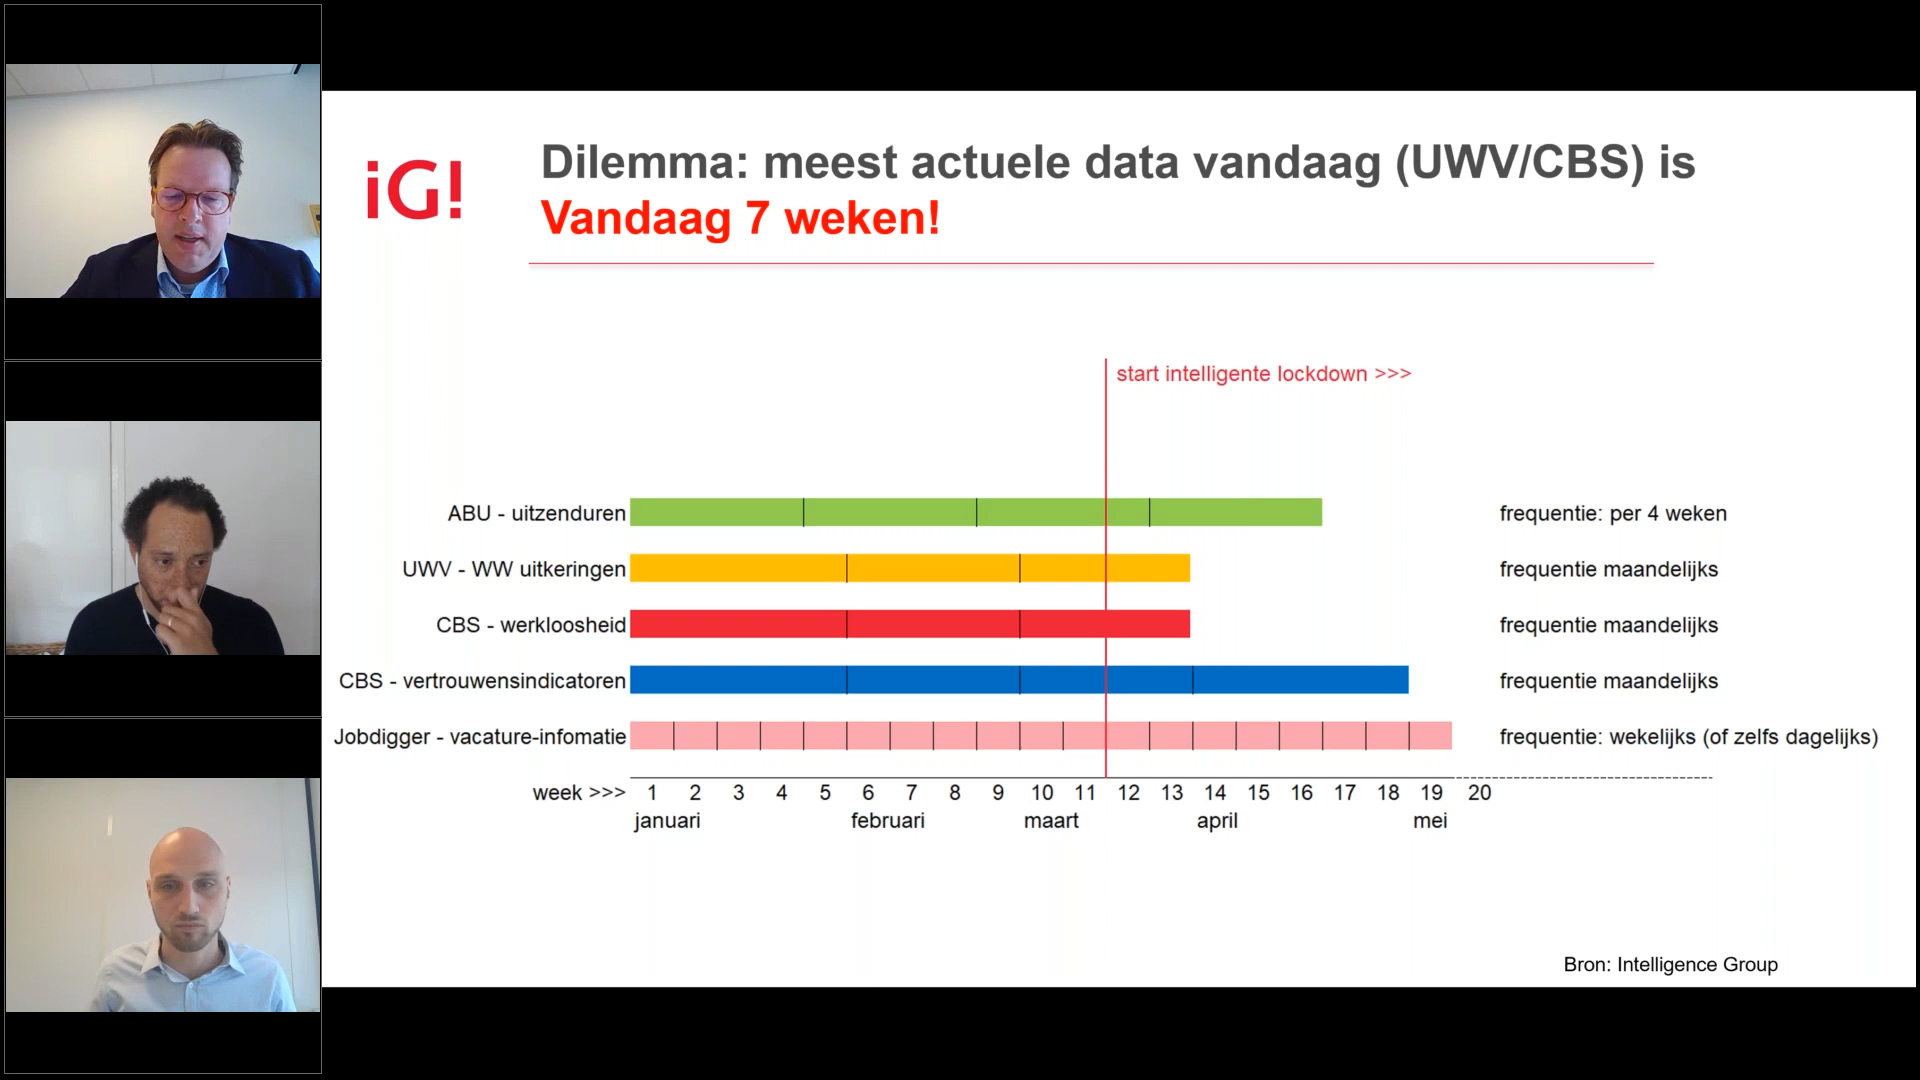 iG!
Dilemma: meest actuele data vandaag (UWV/CBS) is
Vandaag 7 weken!
start intelligente lockdown >>>
ABU - uitzenduren frequentie: per 4 weken
UWV - WW uitkeringen frequentie maandelijks
CBS - werkloosheid frequentie maandelijks
CBS - vertrouwensindicatoren frequentie maandelijks
Jobdigger - vacature-infomatie frequentie: wekelijks (of zelfs dagelijks)
week >>> 1 2 3 4 5 6 7 8 9 10 11 12 13 14 15 16 17 18 19 20
januari februari maart april mei
Bron: Intelligence Group